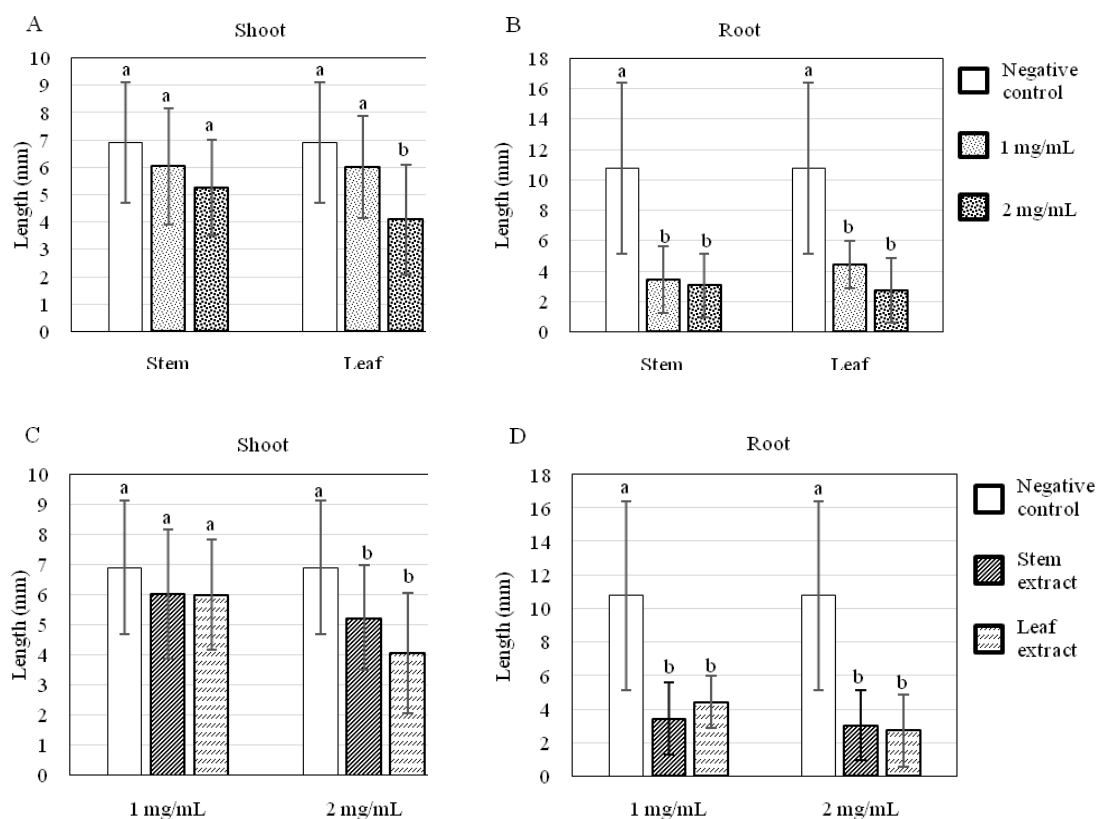 A
Shoot
10
9
8
7
6
5
4
3
2
1
0
Length (mm)
a
a
a
a
a
b
Stem
Leaf
B
Root
18
16
14
12
10
8
6
4
2
0
Length (mm)
a
b
b
a
b
b
Stem
Leaf
Negative
control
1 mg/mL
2 mg/mL
C
Shoot
10
9
8
7
6
5
4
3
2
1
0
Length (mm)
a
a
a
a
b
b
1 mg/mL
2 mg/mL
D
Root
18
16
14
12
10
8
6
4
2
0
Length (mm)
a
b
b
a
b
b
1 mg/mL
2 mg/mL
Negative
control
Stem
extract
Leaf
extract